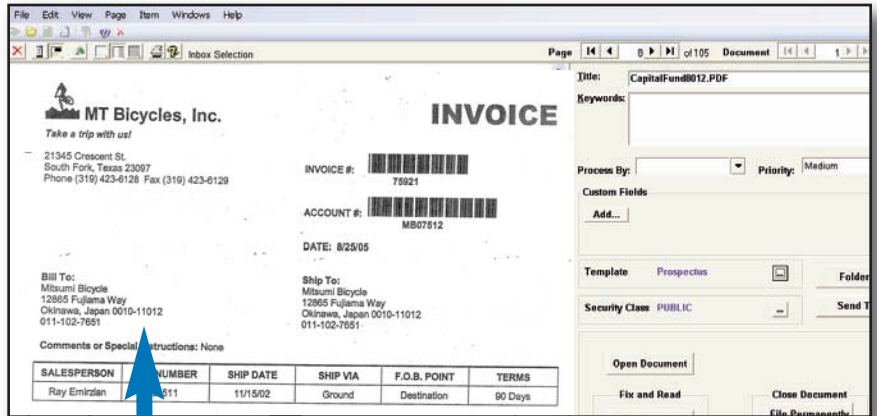 File Edit View Page Item Windows Help
Inbox Selection
Page 8 of 105 Document 1
MT Bicycles, Inc.
Take a trip with us!
INVOICE
21345 Crescent St.
South Fork, Texas 23097
Phone (319) 423-6128 Fax (319) 423-6129
INVOICE #:
75921
ACCOUNT #:
MB07512
DATE: 8/25/05
Bill To:
Mitsumi Bicycle
12865 Fujiama Way
Okinawa, Japan 0010-11012
011-102-7651
Ship To:
Mitsumi Bicycle
12865 Fujiama Way
Okinawa, Japan 0010-11012
011-102-7651
Comments or Special Instructions: None
SALESPERSON NUMBER SHIP DATE SHIP VIA F.O.B. POINT TERMS
Ray Emirzian 511 11/15/02 Ground Destination 90 Days
Title: CapitalFund8012.PDF
Keywords:
Process By: Priority: Medium
Custom Fields
Add...
Template Prospectus ... Folder
Security Class PUBLIC ... Send T
Open Document
Fix and Read Close Document
File Permanently